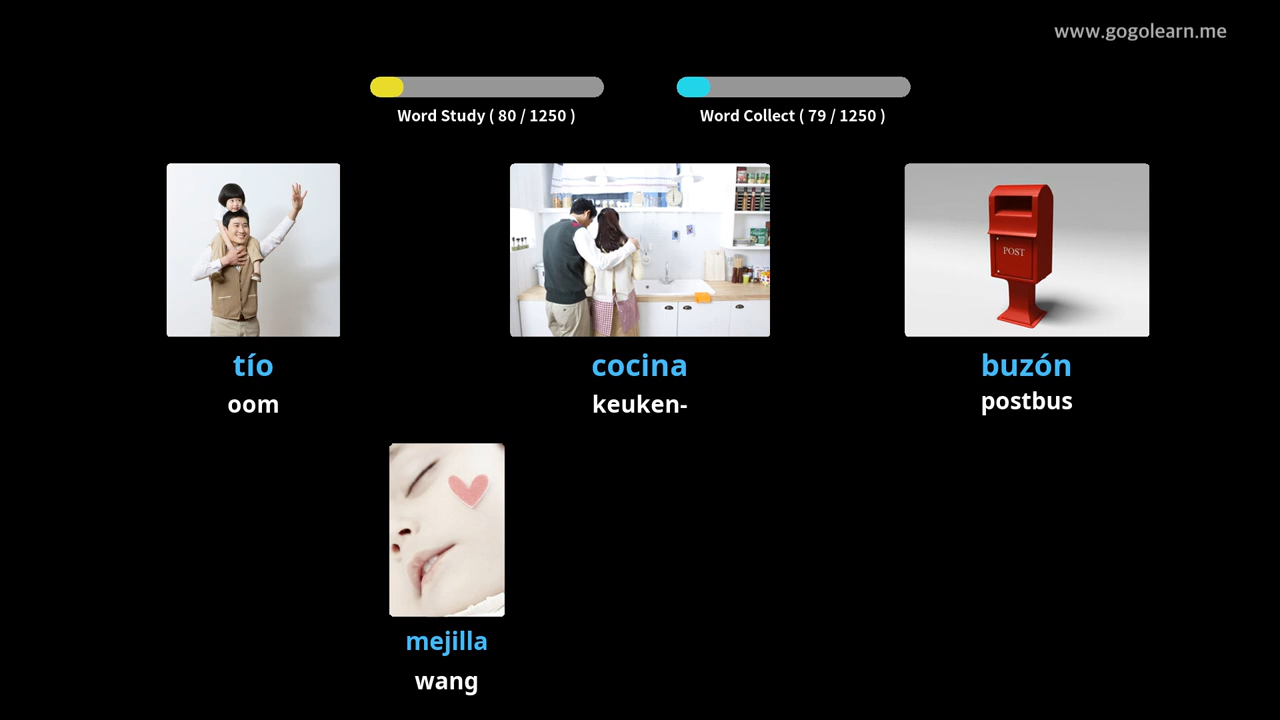 www.gogolearn.me
Word Study ( 80 / 1250 )
Word Collect ( 79 / 1250 )
POST
tío
cocina
buzón
oom
keuken-
postbus
mejilla
wang